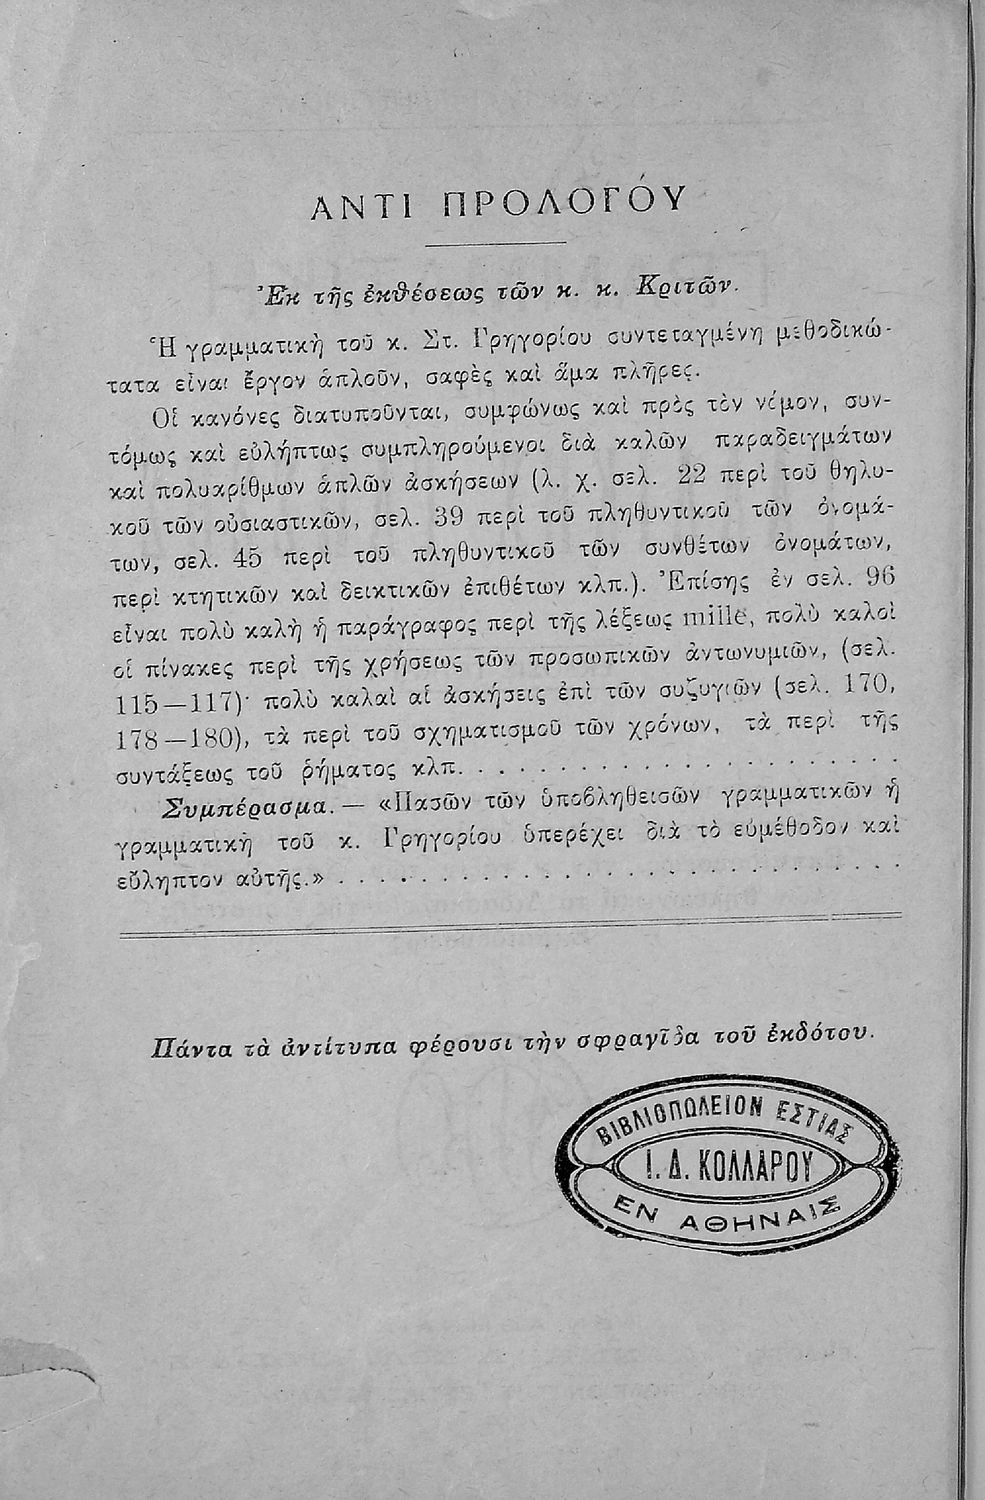 ΑΝΤΙ ΠΡΟΛΟΓΟΥ
Ἐκ τῆς ἐκθέσεως τῶν κ. κ. Κριτῶν.
Ἡ γραμματικὴ τοῦ κ. Στ. Γρηγορίου συντεταγμένη μεθοδικώ-
τατα εἶναι ἔργον ἁπλοῦν, σαφὲς καὶ ἅμα πλῆρες.
Οἱ κανόνες διατυποῦνται, συμφώνως καὶ πρὸς τὸν νόμον, συν-
τόμως καὶ εὐλήπτως συμπληρούμενοι διὰ καλῶν παραδειγμάτων
καὶ πολυαρίθμων ἁπλῶν ἀσκήσεων (λ. χ. σελ. 22 περὶ τοῦ θηλυ-
κοῦ τῶν οὐσιαστικῶν, σελ. 39 περὶ τοῦ πληθυντικοῦ τῶν ὀνομά-
των, σελ. 45 περὶ τοῦ πληθυντικοῦ τῶν συνθέτων ὀνομάτων,
περὶ κτητικῶν καὶ δεικτικῶν ἐπιθέτων κλπ.). Ἐπίσης ἐν σελ. 96
εἶναι πολὺ καλὴ ἡ παράγραφος περὶ τῆς λέξεως mille, πολὺ καλοὶ
οἱ πίνακες περὶ τῆς χρήσεως τῶν προσωπικῶν ἀντωνυμιῶν, (σελ.
115—117)· πολὺ καλαὶ αἱ ἀσκήσεις ἐπὶ τῶν συζυγιῶν (σελ. 170,
178—180), τὰ περὶ τοῦ σχηματισμοῦ τῶν χρόνων, τὰ περὶ τῆς
συντάξεως τοῦ ῥήματος κλπ. . . . . . . . . . . . . . . . . . . . .
Συμπέρασμα. — «Πασῶν τῶν ὑποβληθεισῶν γραμματικῶν ἡ
γραμματικὴ τοῦ κ. Γρηγορίου ὑπερέχει διὰ τὸ εὐμέθοδον καὶ
εὔληπτον αὐτῆς.» . . . . . . . . . . . . . . . . . . . . . . . . .
Πάντα τὰ ἀντίτυπα φέρουσι τὴν σφραγῖδα τοῦ ἐκδότου.
ΒΙΒΛΙΟΠΩΛΕΙΟΝ ΕΣΤΙΑΣ
Ι. Δ. ΚΟΛΛΑΡΟΥ
ΕΝ ΑΘΗΝΑΙΣ